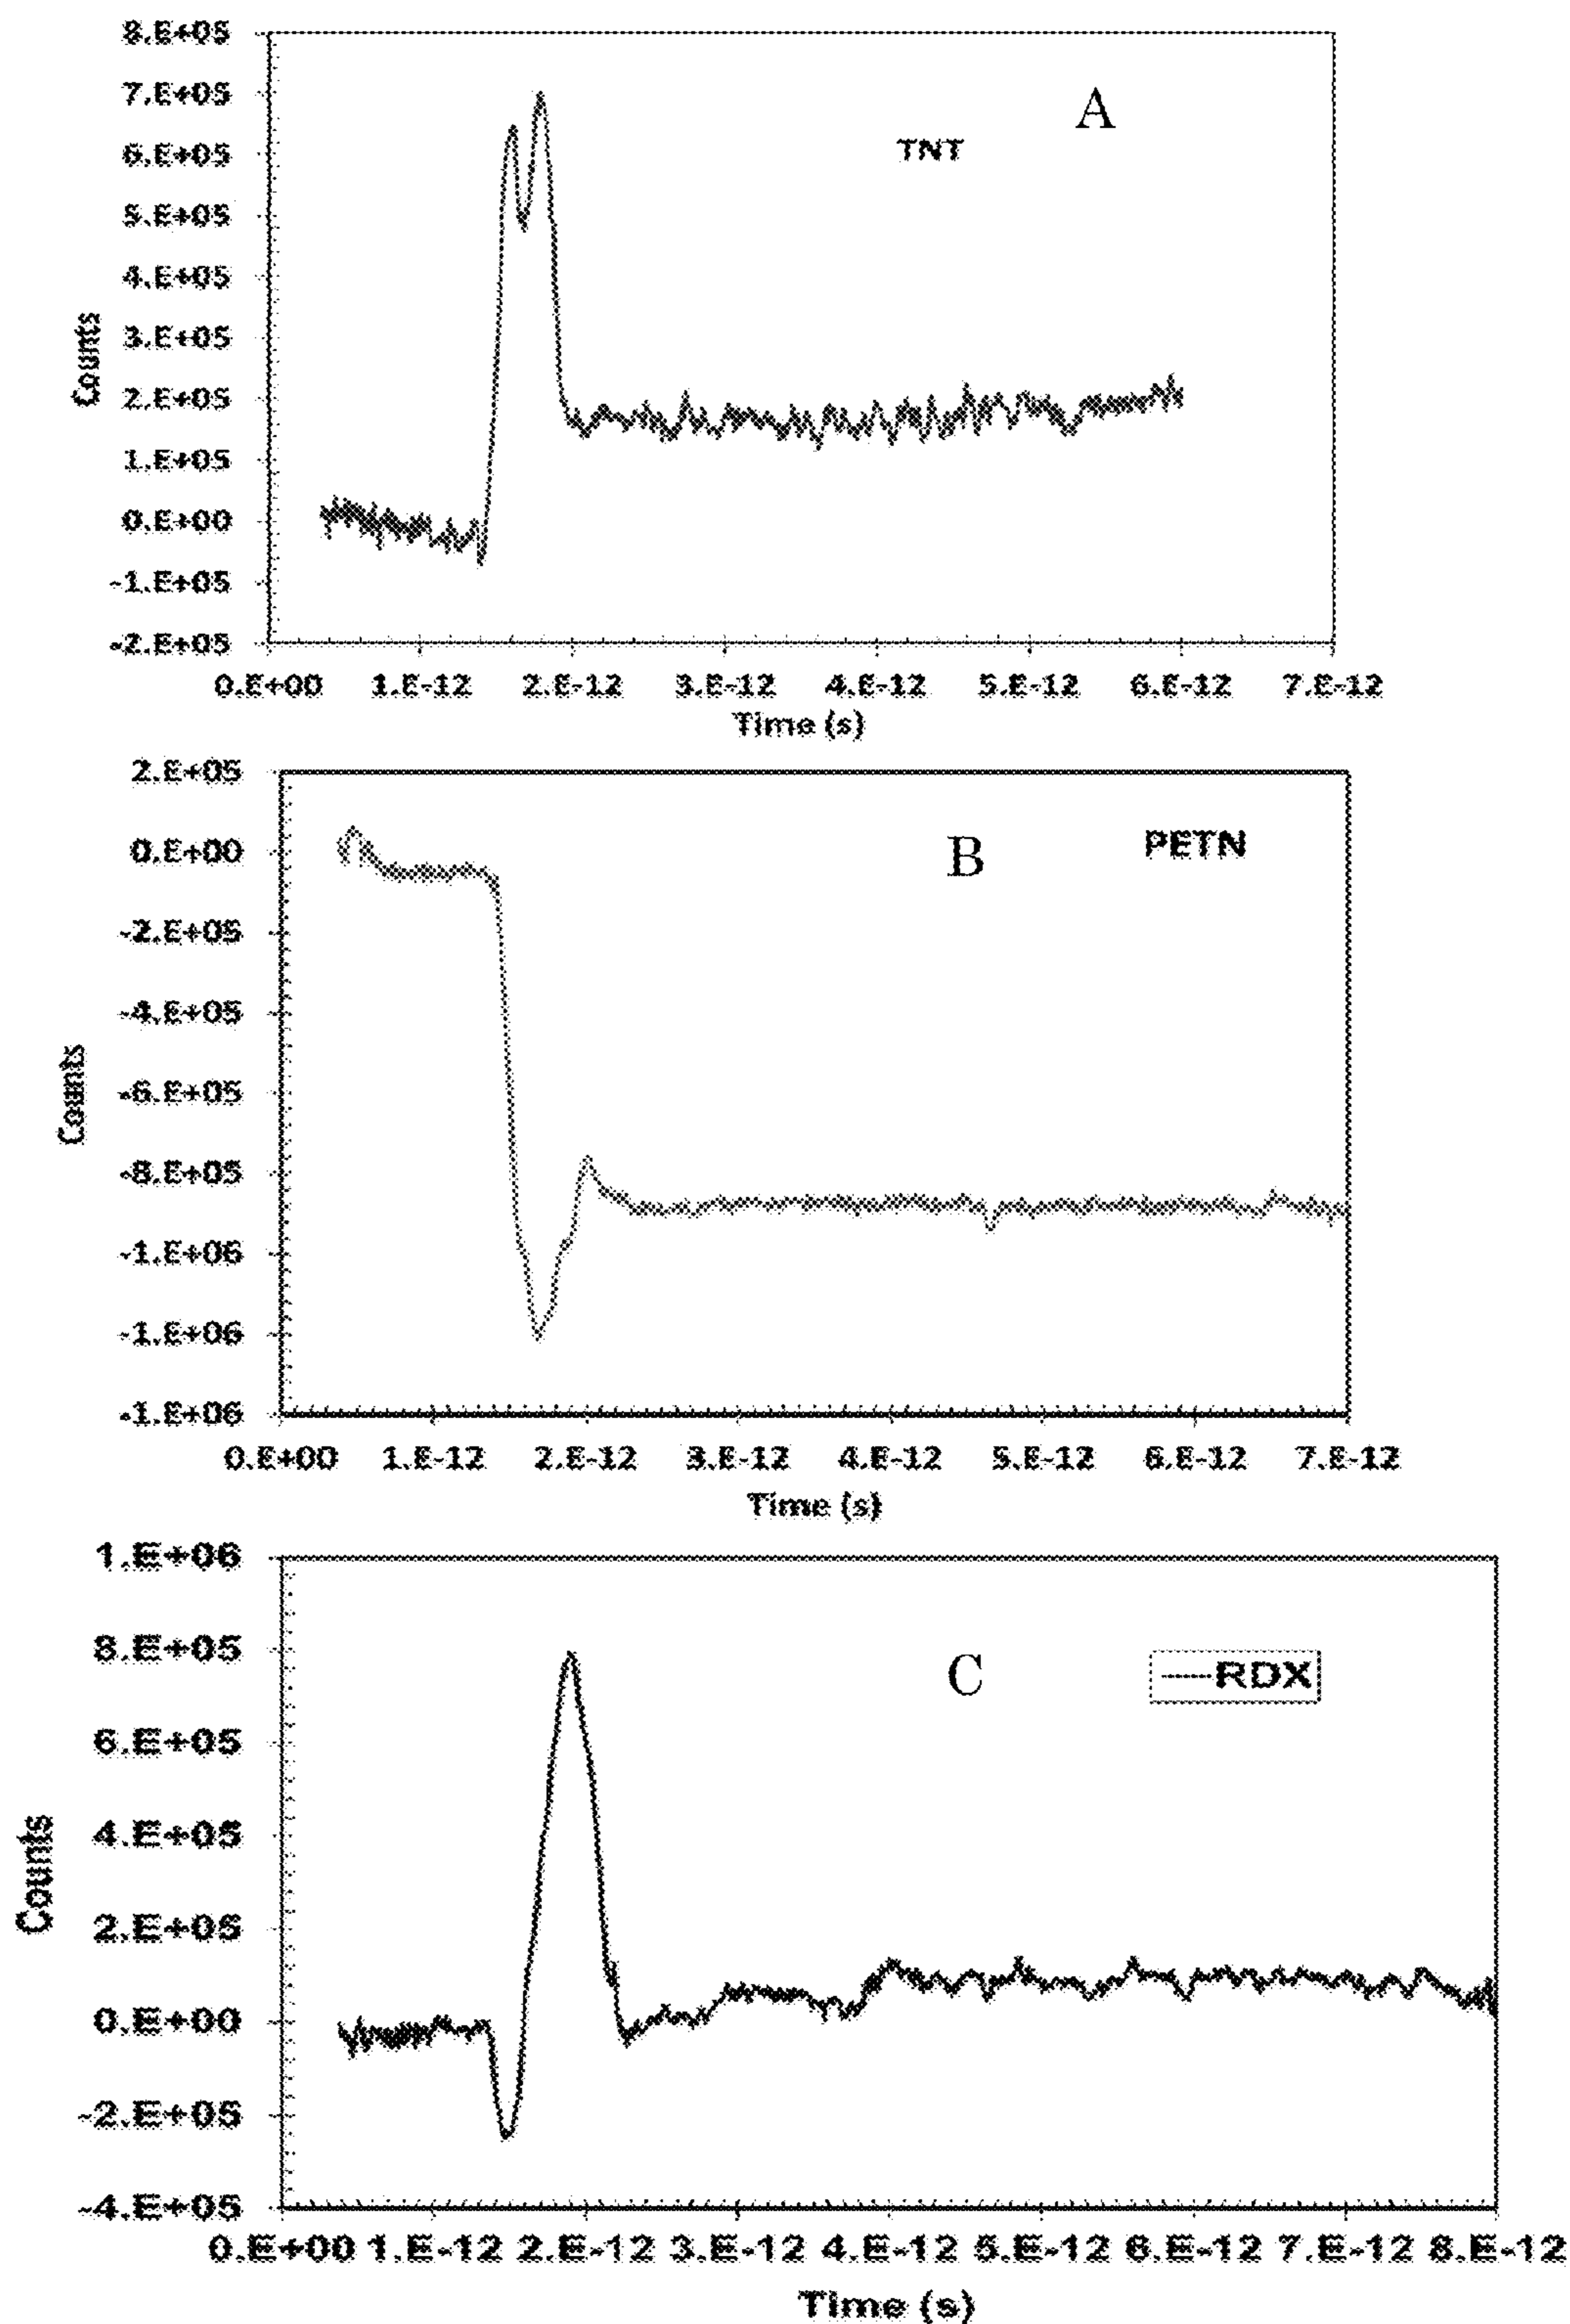 8.E+05
7.E+05
A
6.E+05
TNT
5.E+05
4.E+05
3.E+05
Counts
2.E+05
1.E+05
0.E+00
-1.E+05
-2.E+05
0.E+00 1.E-12 2.E-12 3.E-12 4.E-12 5.E-12 6.E-12 7.E-12
Time (s)
2.E+05
0.E+00
B
PETN
-2.E+05
-4.E+05
Counts
-6.E+05
-8.E+05
-1.E+06
-1.E+06
-1.E+06
0.E+00 1.E-12 2.E-12 3.E-12 4.E-12 5.E-12 6.E-12 7.E-12
Time (s)
1.E+06
8.E+05
C
RDX
6.E+05
4.E+05
Counts
2.E+05
0.E+00
-2.E+05
-4.E+05
0.E+00 1.E-12 2.E-12 3.E-12 4.E-12 5.E-12 6.E-12 7.E-12 8.E-12
Time (s)